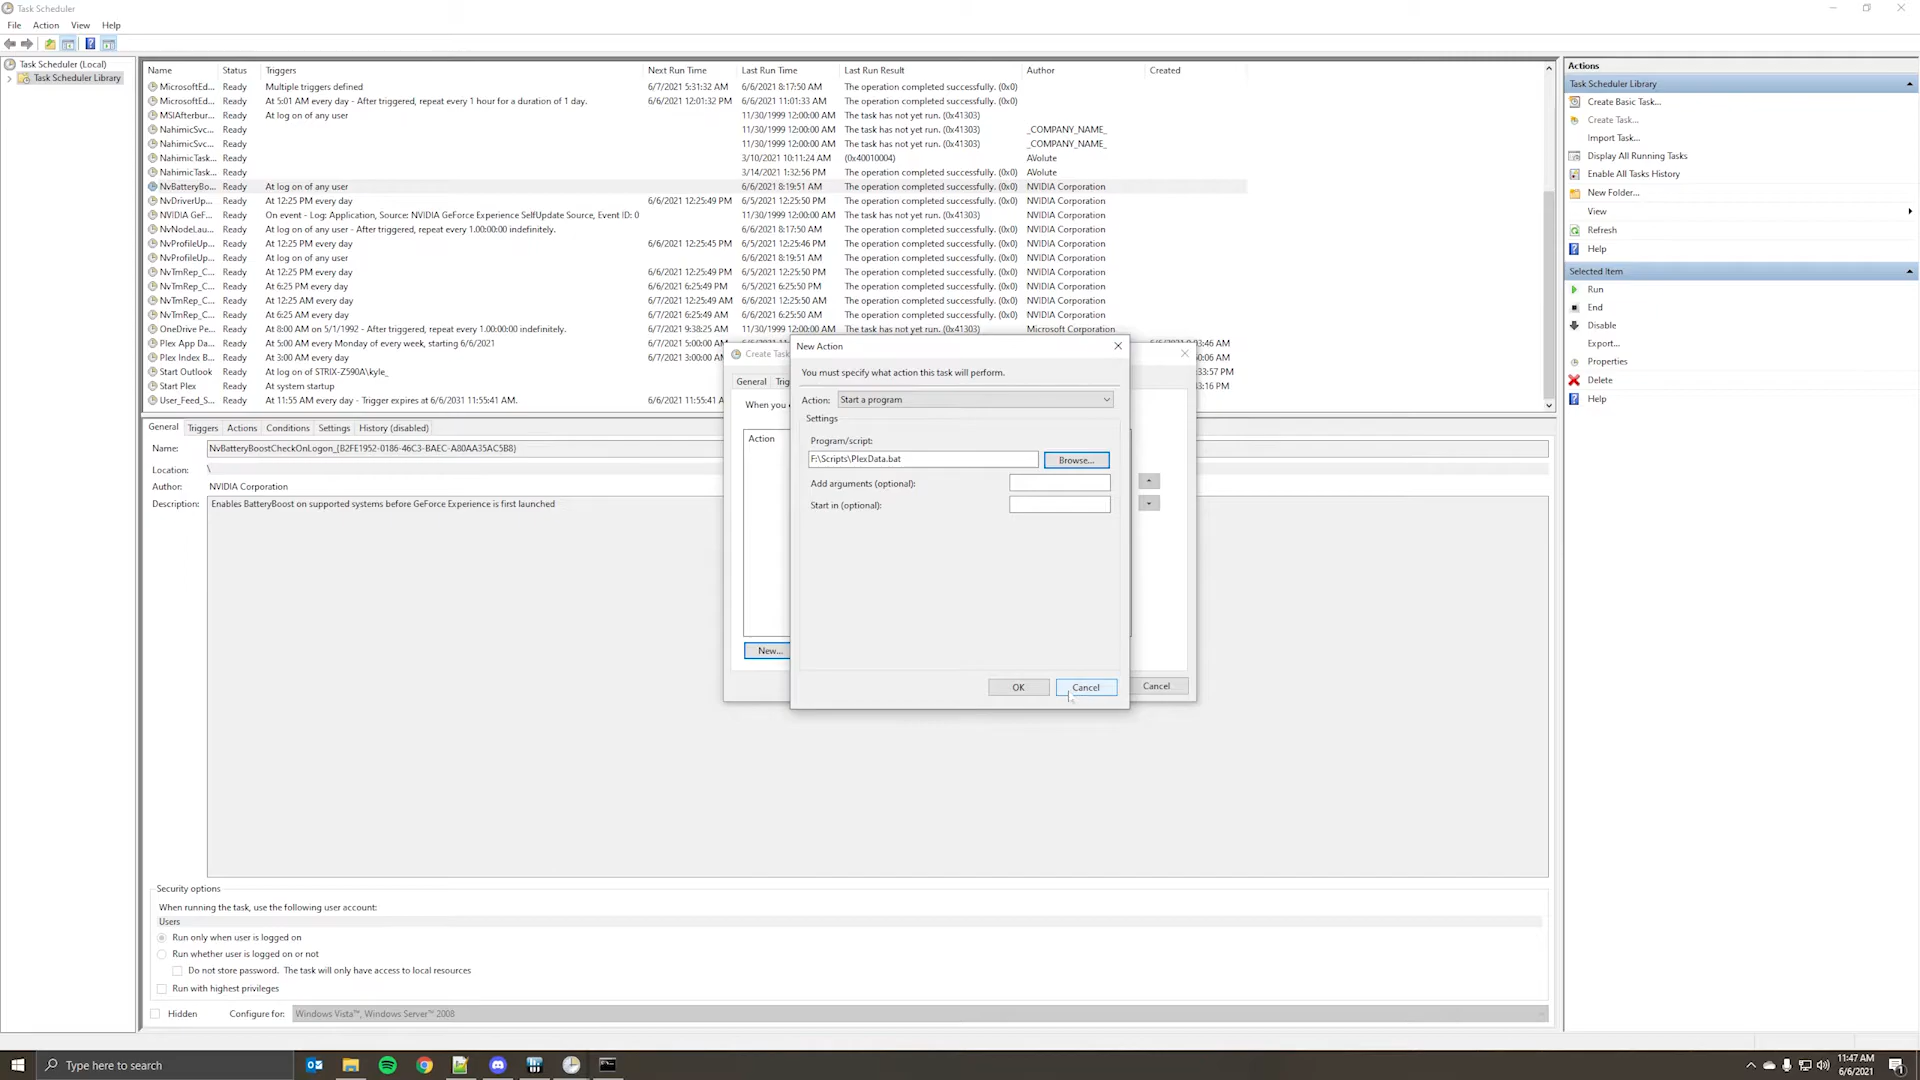 Task Scheduler
File Action View Help
Task Scheduler (Local)
Task Scheduler Library
Name Status Triggers Next Run Time Last Run Time Last Run Result Author Created
MicrosoftEd... Ready Multiple triggers defined 6/7/2021 5:31:32 AM 6/6/2021 8:17:50 AM The operation completed successfully. (0x0)
MicrosoftEd... Ready At 5:01 AM every day - After triggered, repeat every 1 hour for a duration of 1 day. 6/6/2021 12:01:32 PM 6/6/2021 11:01:33 AM The operation completed successfully. (0x0)
MSIAfterbur... Ready At log on of any user 11/30/1999 12:00:00 AM The task has not yet run. (0x41303)
NahimicSvc... Ready 11/30/1999 12:00:00 AM The task has not yet run. (0x41303) _COMPANY_NAME_
NahimicSvc... Ready 11/30/1999 12:00:00 AM The task has not yet run. (0x41303) _COMPANY_NAME_
NahimicTask... Ready 3/10/2021 10:11:24 AM (0x40010004) AVolute
NahimicTask... Ready 3/14/2021 1:32:56 PM The operation completed successfully. (0x0) AVolute
NvBatteryBo... Ready At log on of any user 6/6/2021 8:19:51 AM The operation completed successfully. (0x0) NVIDIA Corporation
NvDriverUp... Ready At 12:25 PM every day 6/6/2021 12:25:49 PM 6/5/2021 12:25:50 PM The operation completed successfully. (0x0) NVIDIA Corporation
NVIDIA GeF... Ready On event - Log: Application, Source: NVIDIA GeForce Experience SelfUpdate Source, Event ID: 0 11/30/1999 12:00:00 AM The task has not yet run. (0x41303) NVIDIA Corporation
NvNodeLau... Ready At log on of any user - After triggered, repeat every 1.00:00:00 indefinitely. 6/6/2021 8:17:50 AM The operation completed successfully. (0x0) NVIDIA Corporation
NvProfileUp... Ready At 12:25 PM every day 6/6/2021 12:25:45 PM 6/5/2021 12:25:46 PM The operation completed successfully. (0x0) NVIDIA Corporation
NvProfileUp... Ready At log on of any user 6/6/2021 8:19:51 AM The operation completed successfully. (0x0) NVIDIA Corporation
NvTmRep_C... Ready At 12:25 PM every day 6/6/2021 12:25:49 PM 6/5/2021 12:25:50 PM The operation completed successfully. (0x0) NVIDIA Corporation
NvTmRep_C... Ready At 6:25 PM every day 6/6/2021 6:25:49 PM 6/5/2021 6:25:50 PM The operation completed successfully. (0x0) NVIDIA Corporation
NvTmRep_C... Ready At 12:25 AM every day 6/7/2021 12:25:49 AM 6/6/2021 12:25:50 AM The operation completed successfully. (0x0) NVIDIA Corporation
NvTmRep_C... Ready At 6:25 AM every day 6/7/2021 6:25:49 AM 6/6/2021 6:25:50 AM The operation completed successfully. (0x0) NVIDIA Corporation
OneDrive Pe... Ready At 8:00 AM on 5/1/1992 - After triggered, repeat every 1.00:00:00 indefinitely. 6/7/2021 9:38:25 AM 11/30/1999 12:00:00 AM The task has not yet run. (0x41303) Microsoft Corporation
Plex App Da... Ready At 5:00 AM every Monday of every week, starting 6/6/2021 6/7/2021 5:00:00 AM
Plex Index B... Ready At 3:00 AM every day 6/7/2021 3:00:00 AM :06 AM
Start Outlook Ready At log on of STRIX-Z590A\kyle_ :33:57 PM
Start Plex Ready At system startup :3:16 PM
User_Feed_S... Ready At 11:55 AM every day - Trigger expires at 6/6/2031 11:55:41 AM. 6/6/2021 11:55:41 A
General Triggers Actions Conditions Settings History (disabled)
Name: NvBatteryBoostCheckOnLogon_{B2FE1952-0186-46C3-BAEC-A80AA35AC5B8}
Location: \
Author: NVIDIA Corporation
Description: Enables BatteryBoost on supported systems before GeForce Experience is first launched
Security options
When running the task, use the following user account:
Users
Run only when user is logged on
Run whether user is logged on or not
Do not store password. The task will only have access to local resources
Run with highest privileges
Hidden Configure for: Windows Vista™, Windows Server™ 2008
Create Task
General Trig
When you
Action
New...
Cancel
New Action
You must specify what action this task will perform.
Action: Start a program
Settings
Program/script:
F:\Scripts\PlexData.bat Browse...
Add arguments (optional):
Start in (optional):
OK Cancel
Actions
Task Scheduler Library
Create Basic Task...
Create Task...
Import Task...
Display All Running Tasks
Enable All Tasks History
New Folder...
View
Refresh
Help
Selected Item
Run
End
Disable
Export...
Properties
Delete
Help
Type here to search
11:47 AM
6/6/2021